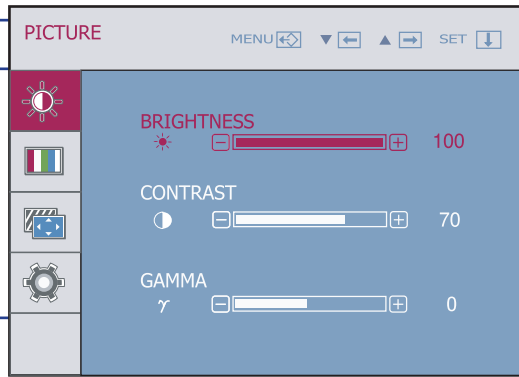 PICTURE MENU ▼ ▲ SET
BRIGHTNESS
100
CONTRAST
70
GAMMA
γ 0